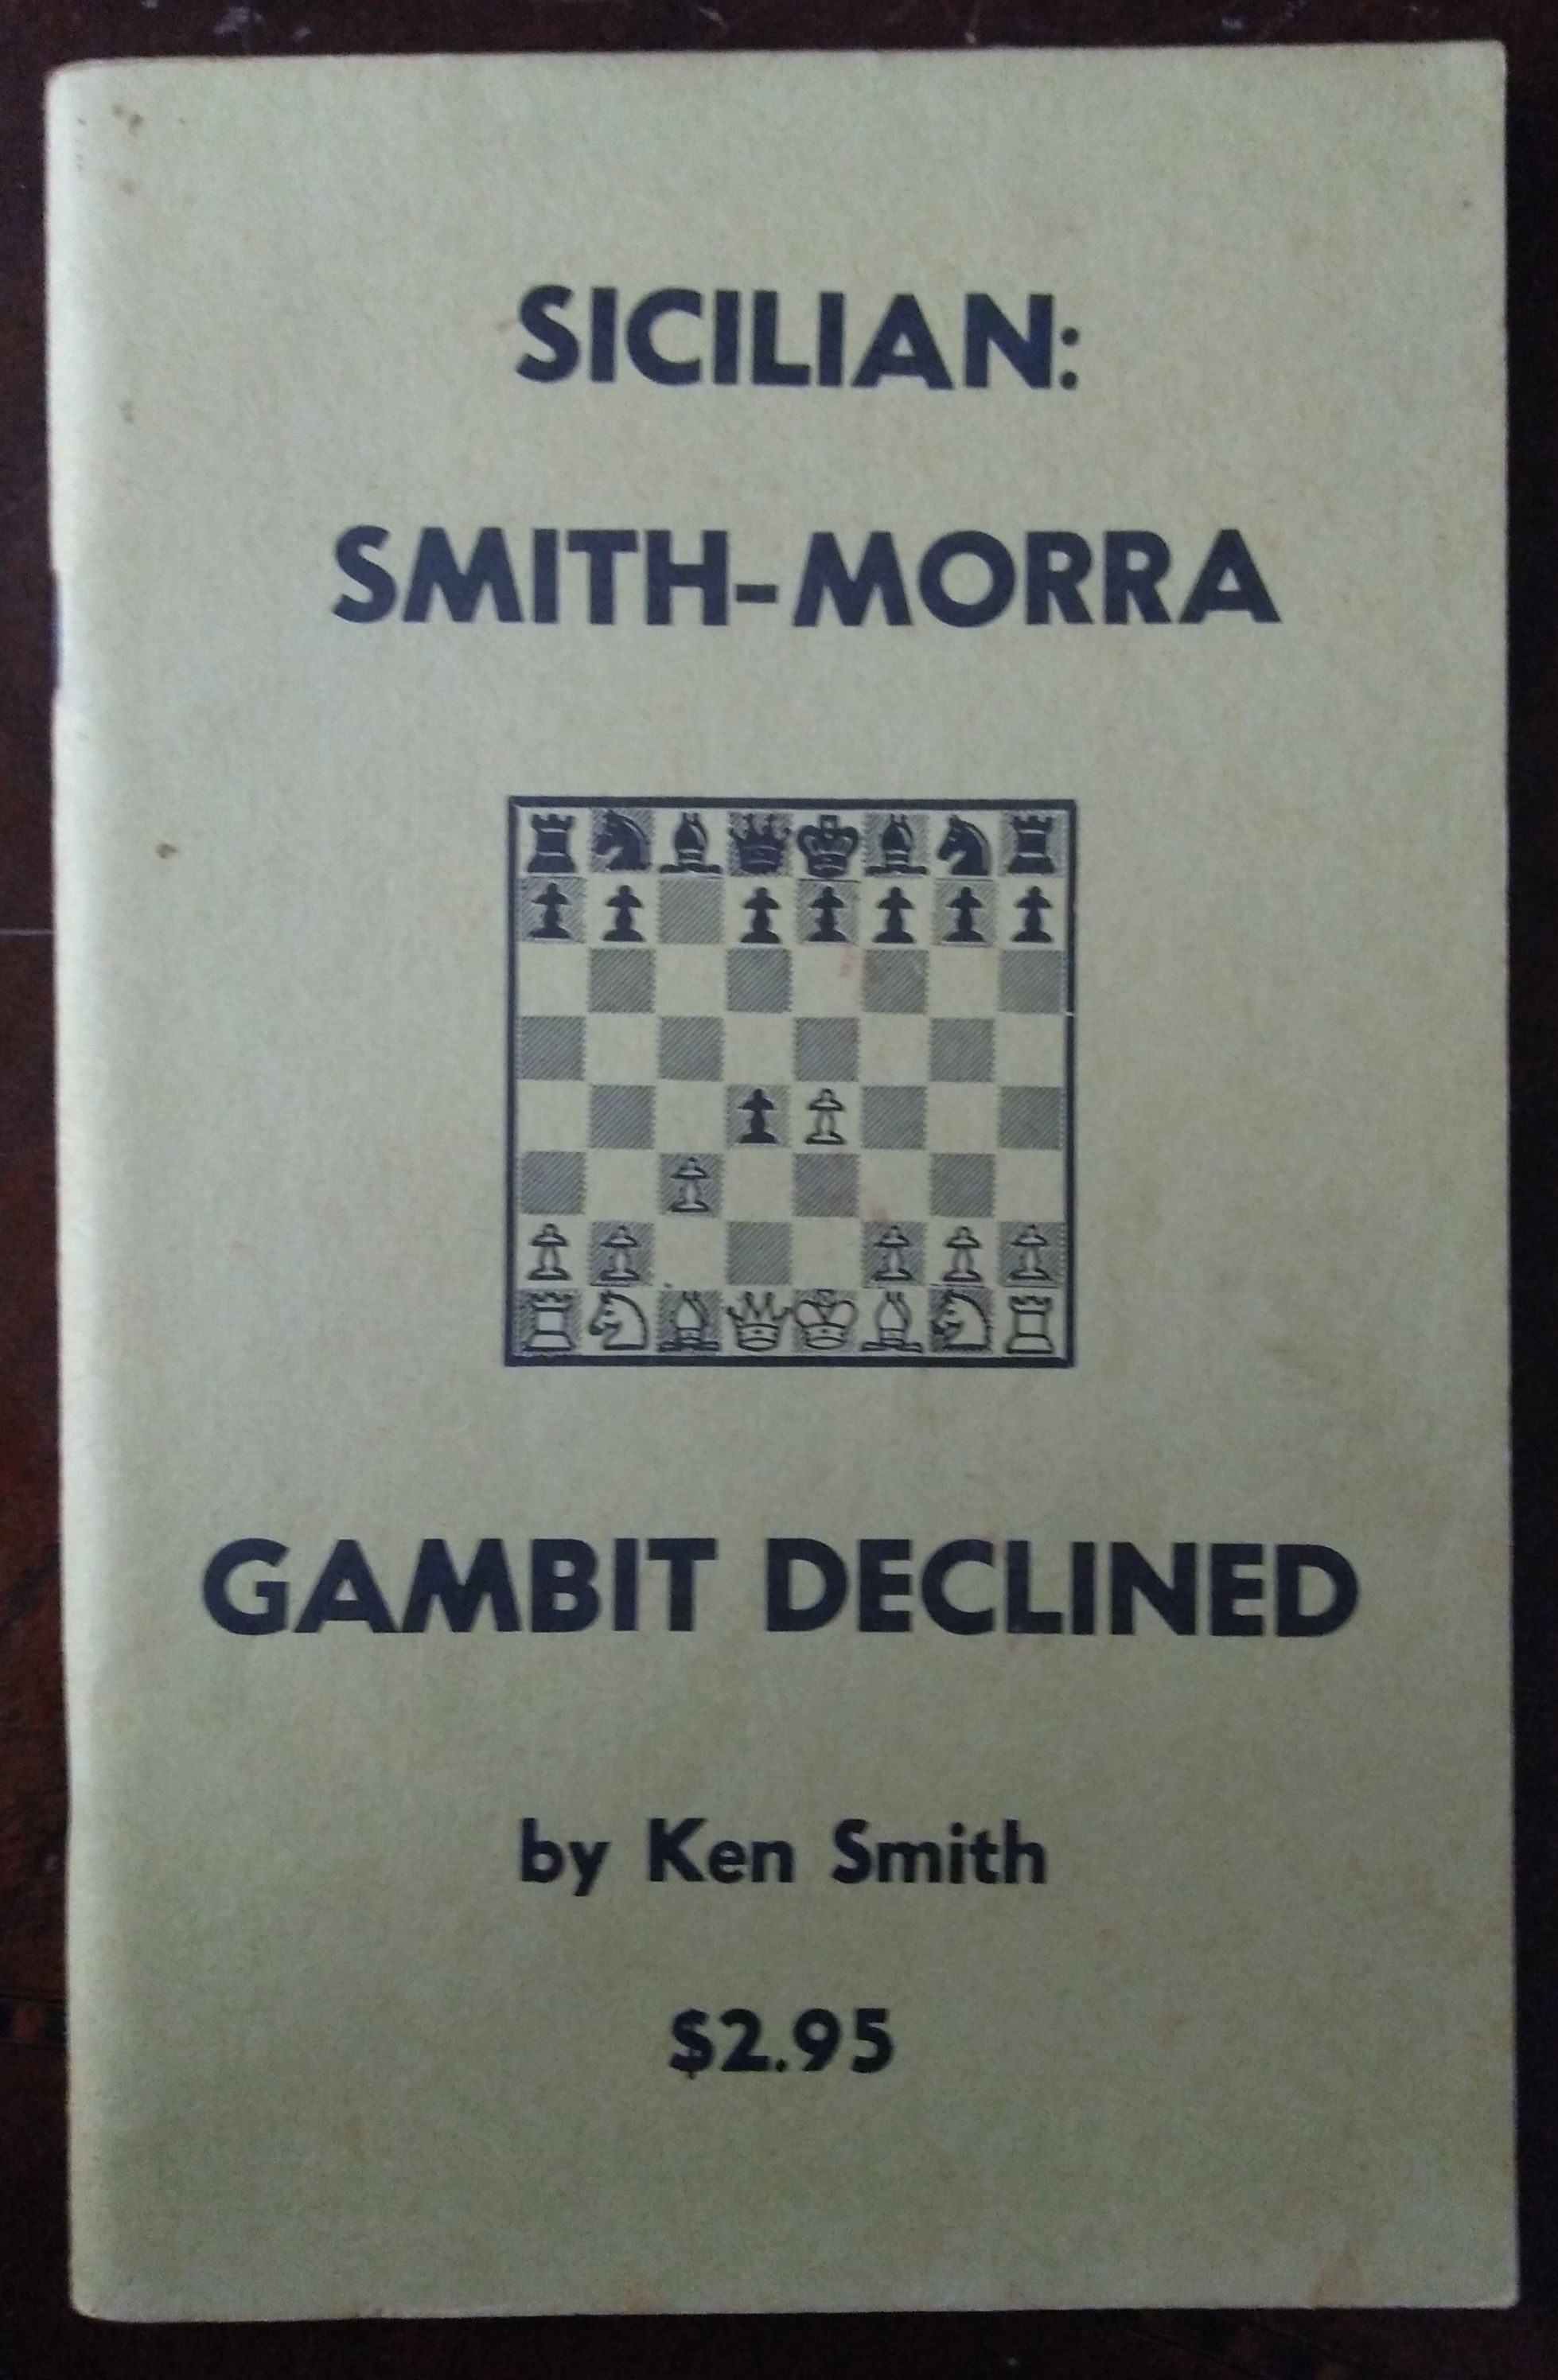 SICILIAN:
SMITH-MORRA
GAMBIT DECLINED
by Ken Smith
$2.95